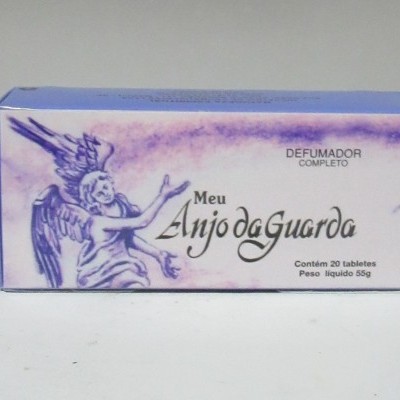 DEFUMADOR
COMPLETO
Meu
Anjo da Guarda
Contém 20 tabletes
Peso líquido 55g